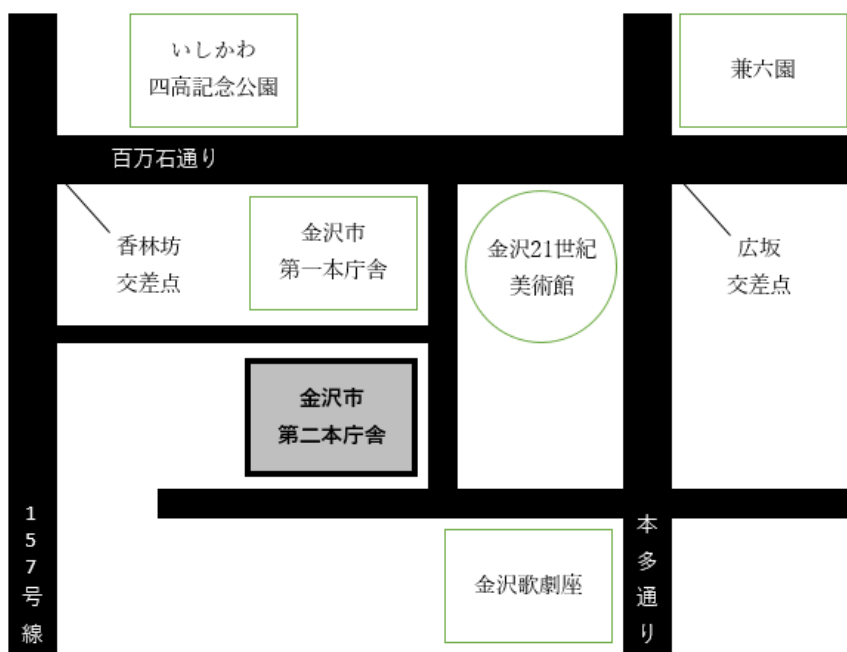 いしかわ
四高記念公園
兼六園
百万石通り
香林坊
交差点
金沢市
第一本庁舎
金沢21世紀
美術館
広坂
交差点
金沢市
第二本庁舎
157号線
本多通り
金沢歌劇座